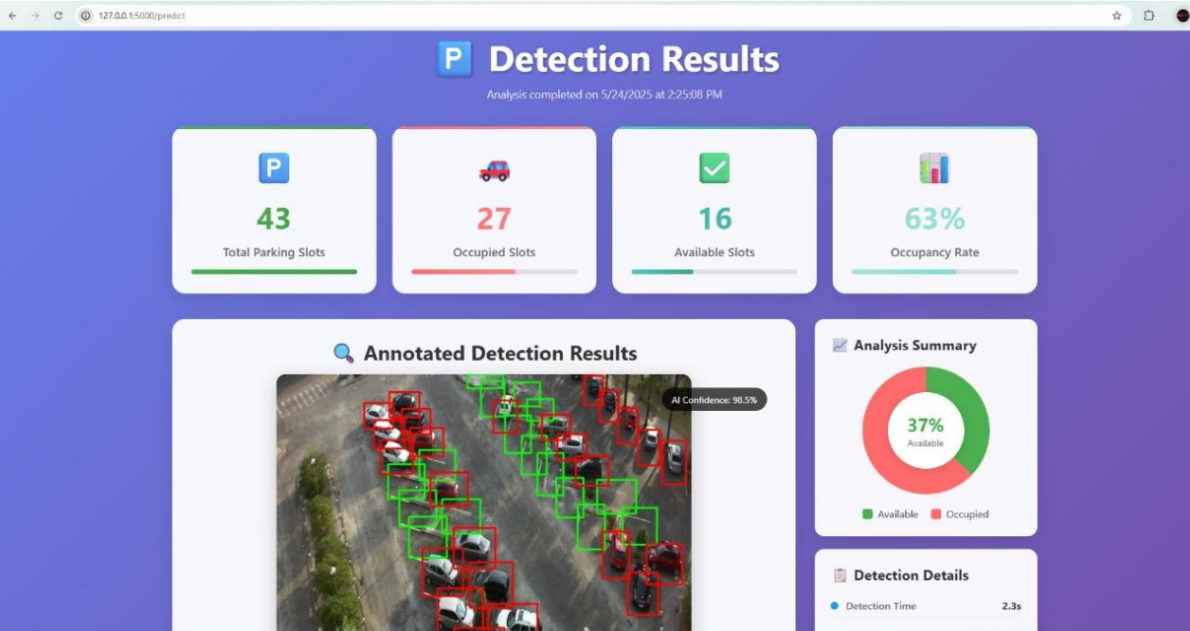 127.0.0.1:5000/predict
P Detection Results
Analysis completed on 5/24/2025 at 2:25:08 PM
P
43
Total Parking Slots
27
Occupied Slots
16
Available Slots
63%
Occupancy Rate
Annotated Detection Results
AI Confidence: 98.5%
Analysis Summary
37%
Available
Available
Occupied
Detection Details
Detection Time 2.3s